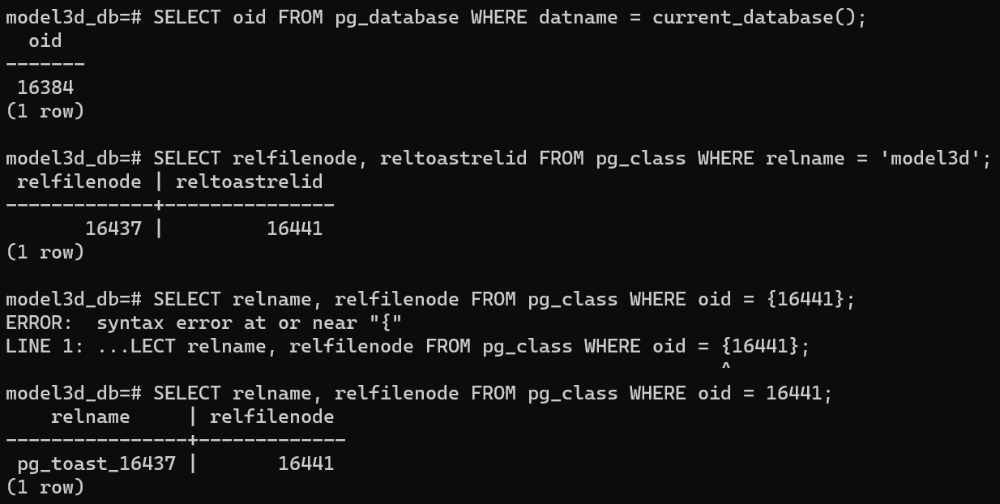 model3d_db=# SELECT oid FROM pg_database WHERE datname = current_database();
  oid
-------
 16384
(1 row)

model3d_db=# SELECT relfilenode, reltoastrelid FROM pg_class WHERE relname = 'model3d';
 relfilenode | reltoastrelid
-------------+---------------
       16437 |         16441
(1 row)

model3d_db=# SELECT relname, relfilenode FROM pg_class WHERE oid = {16441};
ERROR:  syntax error at or near "{"
LINE 1: ...LECT relname, relfilenode FROM pg_class WHERE oid = {16441};
                                                               ^
model3d_db=# SELECT relname, relfilenode FROM pg_class WHERE oid = 16441;
    relname     | relfilenode
----------------+-------------
 pg_toast_16437 |       16441
(1 row)